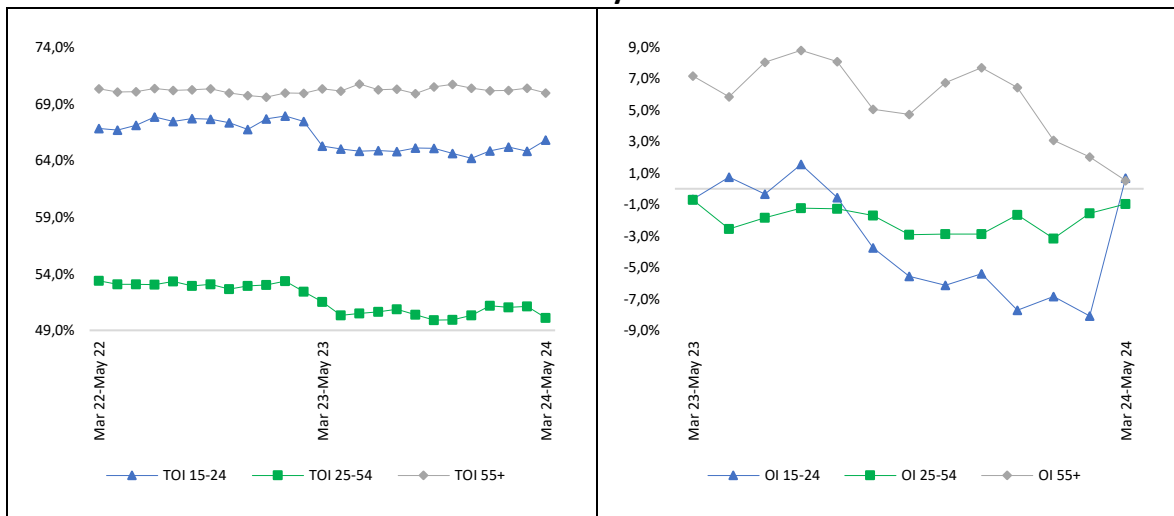 74,0%
69,0%
64,0%
59,0%
54,0%
49,0%
Mar 22-May 22
Mar 23-May 23
Mar 24-May 24
TOI 15-24
TOI 25-54
TOI 55+
9,0%
7,0%
5,0%
3,0%
1,0%
-1,0%
-3,0%
-5,0%
-7,0%
-9,0%
Mar 23-May 23
Mar 24-May 24
OI 15-24
OI 25-54
OI 55+